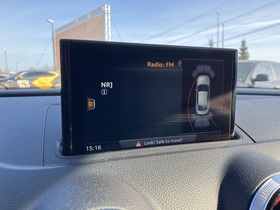 Radio: FM
NRJ
i
15:16
Look! Safe to move?